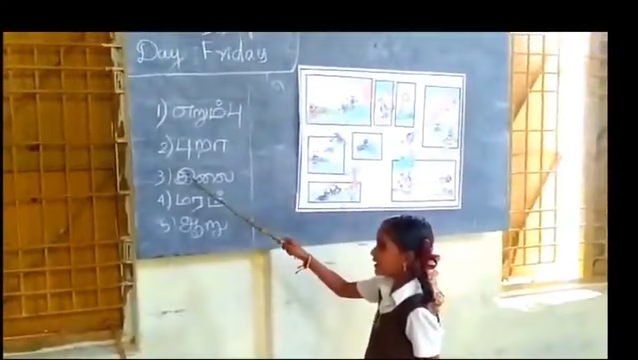 Day : Friday
1) எறும்பு
2) புறா
3) இலை
4) மரம்
5) ஆறு